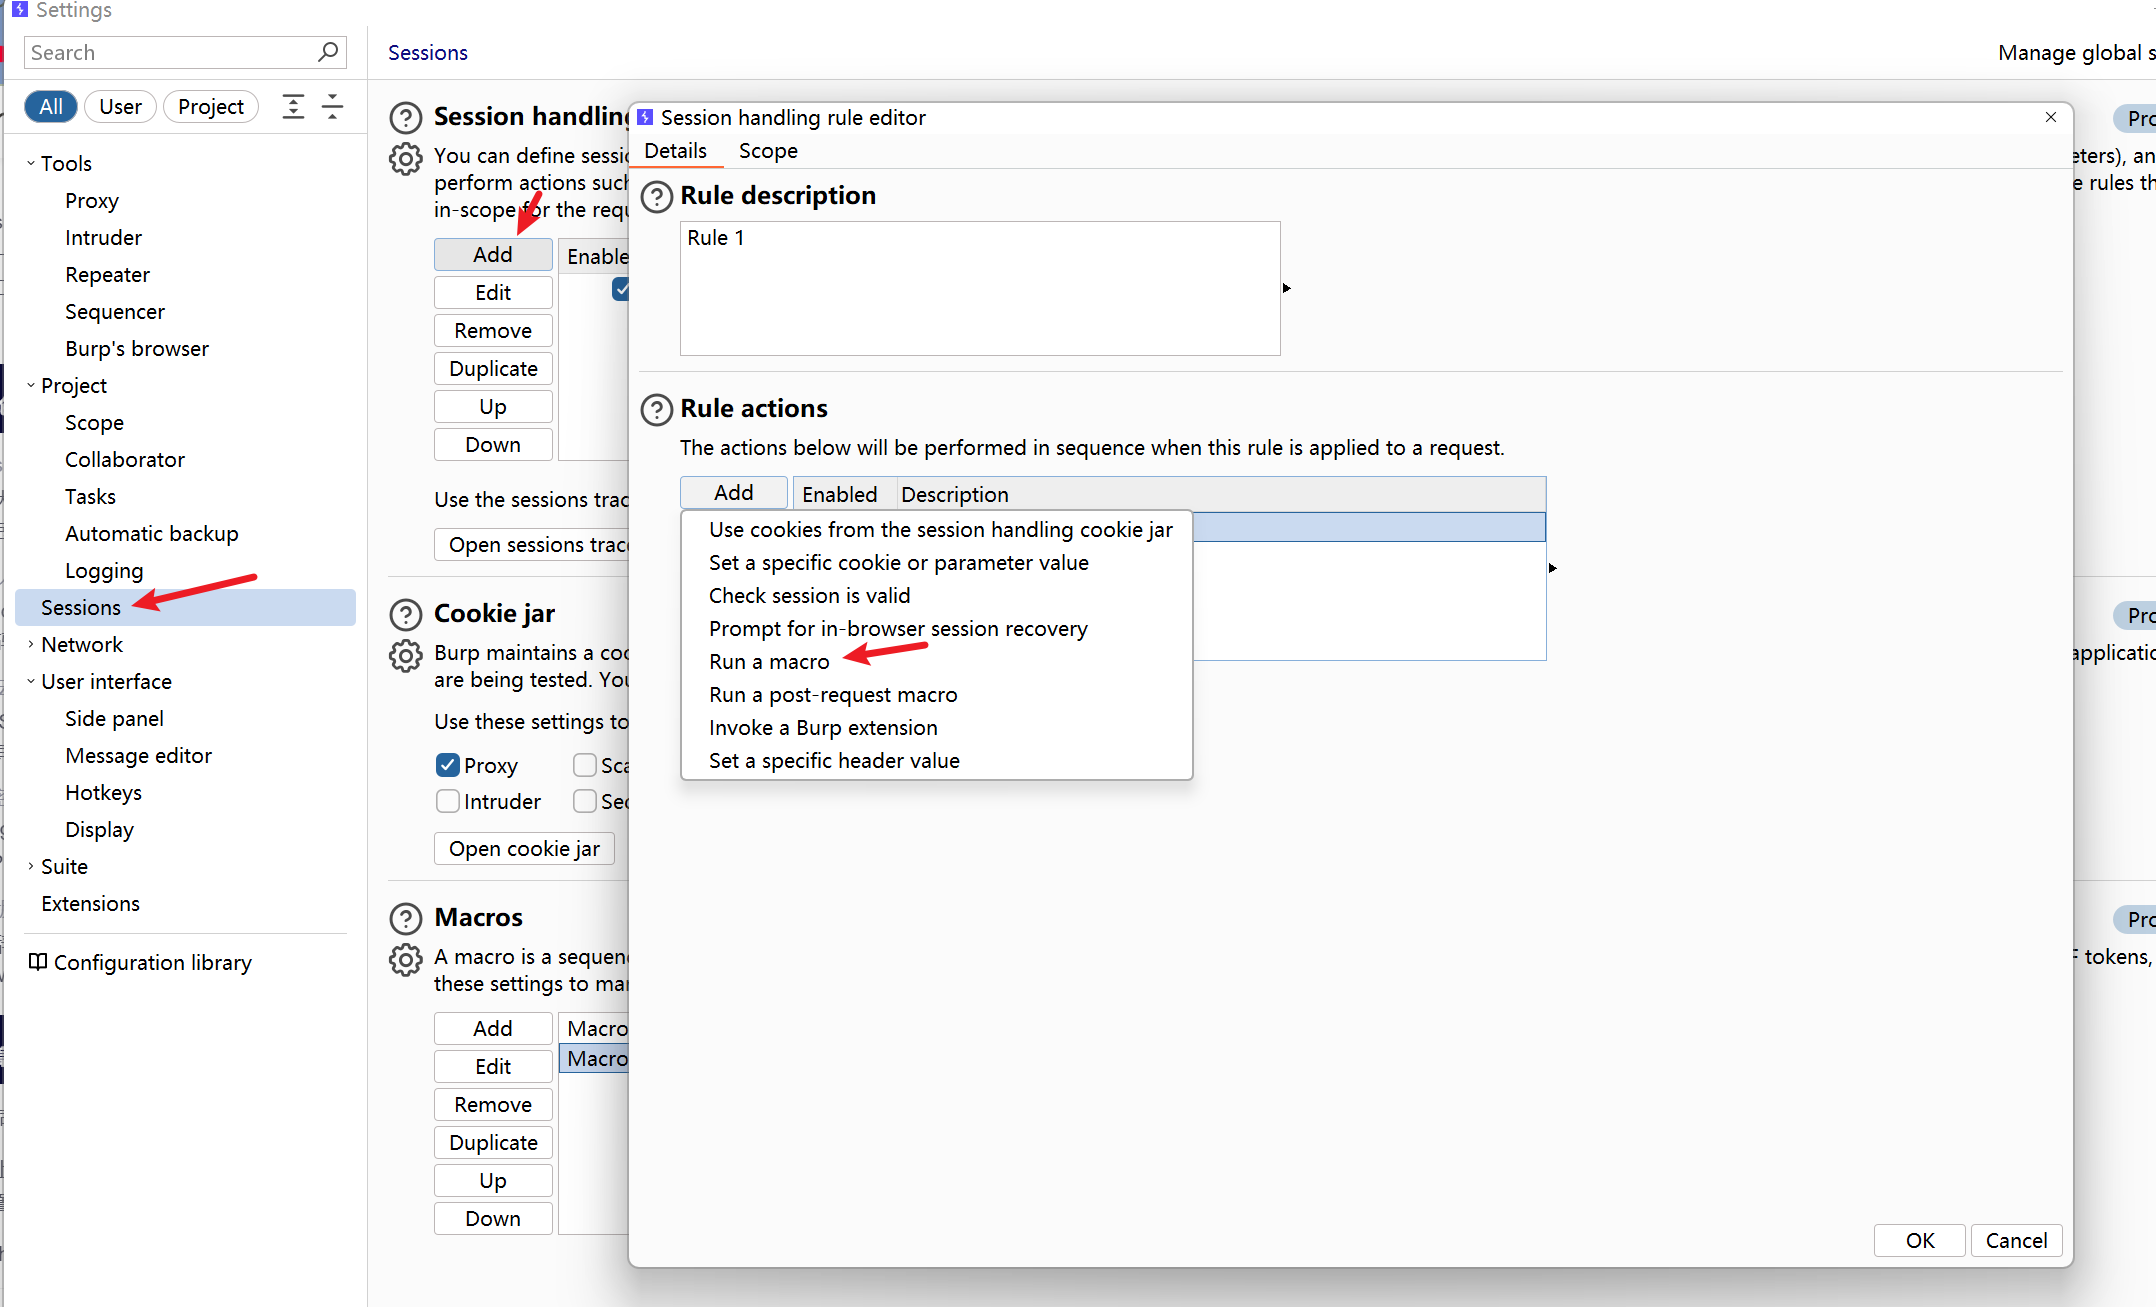 Settings
Search
All
User
Project
Tools
Proxy
Intruder
Repeater
Sequencer
Burp's browser
Project
Scope
Collaborator
Tasks
Automatic backup
Logging
Sessions
Network
User interface
Side panel
Message editor
Hotkeys
Display
Suite
Extensions
Configuration library
Sessions
Manage global s
Session handling
You can define sessi
perform actions such
in-scope for the requ
Add
Edit
Remove
Duplicate
Up
Down
Enable
Use the sessions trac
Open sessions trac
Cookie jar
Burp maintains a coo
are being tested. You
Use these settings to
Proxy
Sca
Intruder
Seq
Open cookie jar
Macros
A macro is a sequen
these settings to ma
Add
Edit
Remove
Duplicate
Up
Down
Macro
Macro
Session handling rule editor
Details
Scope
Rule description
Rule 1
Rule actions
The actions below will be performed in sequence when this rule is applied to a request.
Add
Enabled
Description
Use cookies from the session handling cookie jar
Set a specific cookie or parameter value
Check session is valid
Prompt for in-browser session recovery
Run a macro
Run a post-request macro
Invoke a Burp extension
Set a specific header value
OK
Cancel
Pro
eters), an
e rules th
Pro
applicatio
Pro
F tokens,